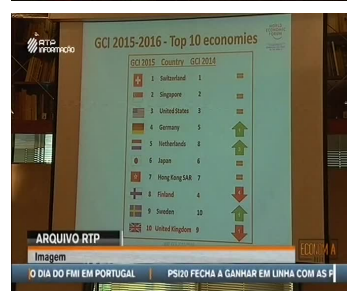 RTP
INFORMAÇÃO
GCI 2015-2016 - Top 10 economies
WORLD ECONOMIC FORUM
GCI 2015 Country GCI 2014
1 Switzerland 1 =
2 Singapore 2 =
3 United States 3 =
4 Germany 5
5 Netherlands 8
6 Japan 6 =
7 Hong Kong SAR 7 =
8 Finland 4
9 Sweden 10
10 United Kingdom 9
ARQUIVO RTP
Imagem
O DIA DO FMI EM PORTUGAL | PSI20 FECHA A GANHAR EM LINHA COM AS P